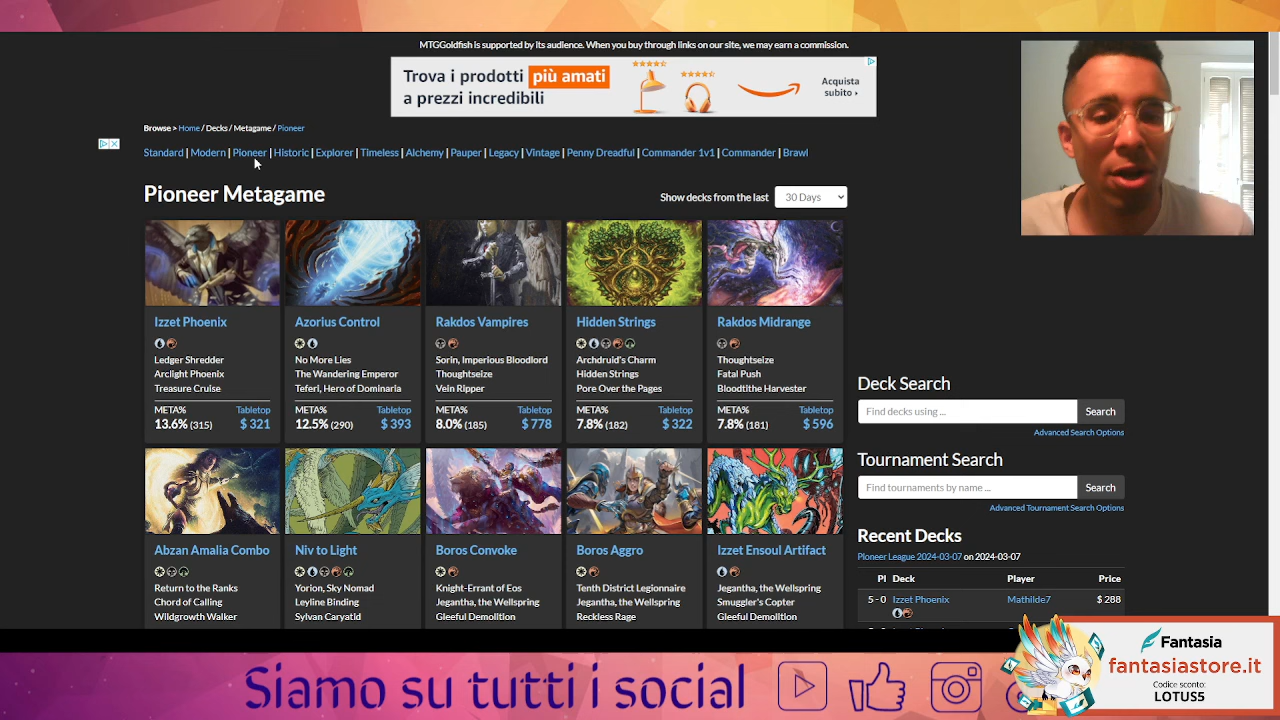 MTGGoldfish is supported by its audience. When you buy through links on our site, we may earn a commission.
Trova i prodotti più amati
a prezzi incredibili
Acquista
subito ›
Browse > Home / Decks / Metagame / Pioneer
Standard | Modern | Pioneer | Historic | Explorer | Timeless | Alchemy | Pauper | Legacy | Vintage | Penny Dreadful | Commander 1v1 | Commander | Brawl
Pioneer Metagame
Show decks from the last 30 Days
Izzet Phoenix
Ledger Shredder
Arclight Phoenix
Treasure Cruise
META% Tabletop
13.6% (315) $ 321
Azorius Control
No More Lies
The Wandering Emperor
Teferi, Hero of Dominaria
META% Tabletop
12.5% (290) $ 393
Rakdos Vampires
Sorin, Imperious Bloodlord
Thoughtseize
Vein Ripper
META% Tabletop
8.0% (185) $ 778
Hidden Strings
Archdruid's Charm
Hidden Strings
Pore Over the Pages
META% Tabletop
7.8% (182) $ 322
Rakdos Midrange
Thoughtseize
Fatal Push
Bloodtithe Harvester
META% Tabletop
7.8% (181) $ 596
Abzan Amalia Combo
Return to the Ranks
Chord of Calling
Wildgrowth Walker
Niv to Light
Yorion, Sky Nomad
Leyline Binding
Sylvan Caryatid
Boros Convoke
Knight-Errant of Eos
Jegantha, the Wellspring
Gleeful Demolition
Boros Aggro
Tenth District Legionnaire
Jegantha, the Wellspring
Reckless Rage
Izzet Ensoul Artifact
Jegantha, the Wellspring
Smuggler's Copter
Gleeful Demolition
Deck Search
Find decks using ... Search
Advanced Search Options
Tournament Search
Find tournaments by name ... Search
Advanced Tournament Search Options
Recent Decks
Pioneer League 2024-03-07 on 2024-03-07
Pl Deck Player Price
5 - 0 Izzet Phoenix Mathilde7 $ 288
Siamo su tutti i social
Fantasia
fantasiastore.it
Codice sconto:
LOTUS5